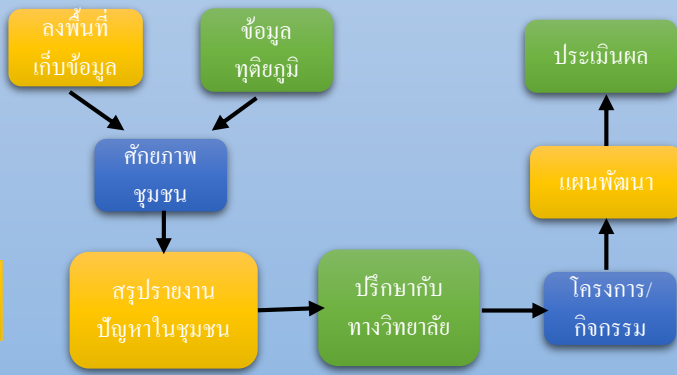 ลงพื้นที่
เก็บข้อมูล
ข้อมูล
ทุติยภูมิ
ประเมินผล
ศักยภาพ
ชุมชน
แผนพัฒนา
สรุปรายงาน
ปัญหาในชุมชน
ปรึกษากับ
ทางวิทยาลัย
โครงการ/
กิจกรรม